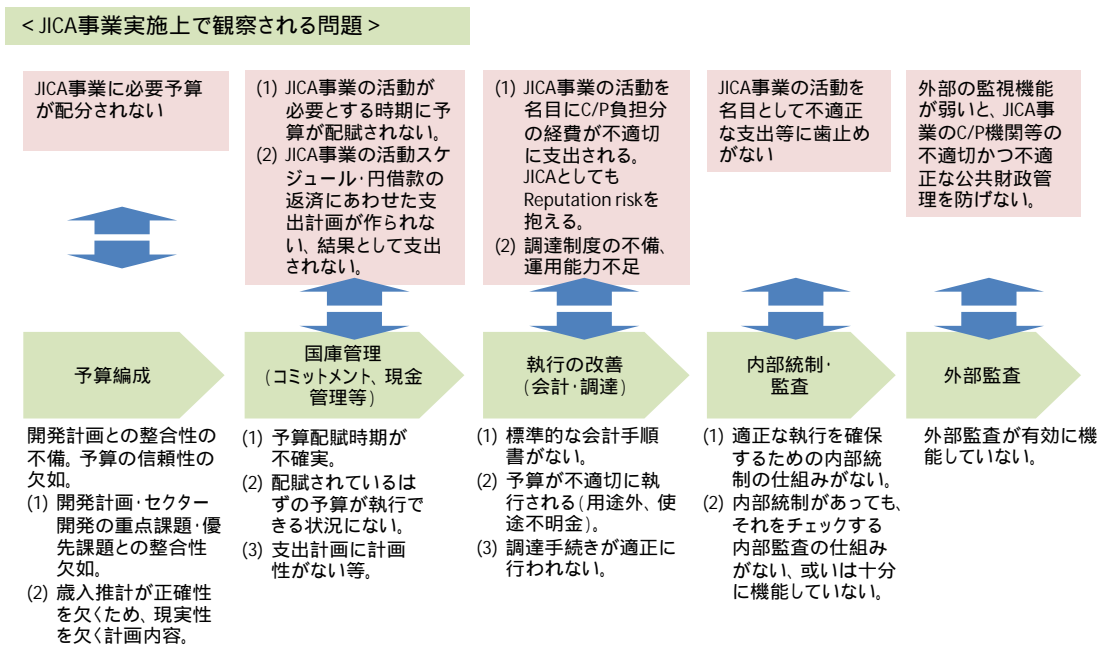 <JICA事業実施上で観察される問題>
JICA事業に必要予算
が配分されない
(1) JICA事業の活動が
必要とする時期に予
算が配賦されない。
(2) JICA事業の活動スケ
ジュール・円借款の
返済にあわせた支
出計画が作られな
い、結果として支出
されない。
(1) JICA事業の活動を
名目にC/P負担分
の経費が不適切
に支出される。
JICAとしても
Reputation riskを
抱える。
(2) 調達制度の不備、
運用能力不足
JICA事業の活動を
名目として不適正
な支出等に歯止め
がない
外部の監視機能
が弱いと、JICA事
業のC/P機関等の
不適切かつ不適
正な公共財政管
理を防げない。
予算編成
国庫管理
(コミットメント、現金
管理等)
執行の改善
(会計・調達)
内部統制・
監査
外部監査
開発計画との整合性の
不備。予算の信頼性の
欠如。
(1) 開発計画・セクター
開発の重点課題・優
先課題との整合性
欠如。
(2) 歳入推計が正確性
を欠くため、現実性
を欠く計画内容。
(1) 予算配賦時期が
不確実。
(2) 配賦されているは
ずの予算が執行で
きる状況にない。
(3) 支出計画に計画
性がない等。
(1) 標準的な会計手順
書がない。
(2) 予算が不適切に執
行される(用途外、使
途不明金)。
(3) 調達手続きが適正に
行われない。
(1) 適正な執行を確保
するための内部統
制の仕組みがない。
(2) 内部統制があっても、
それをチェックする
内部監査の仕組み
がない、或いは十分
に機能していない。
外部監査が有効に機
能していない。